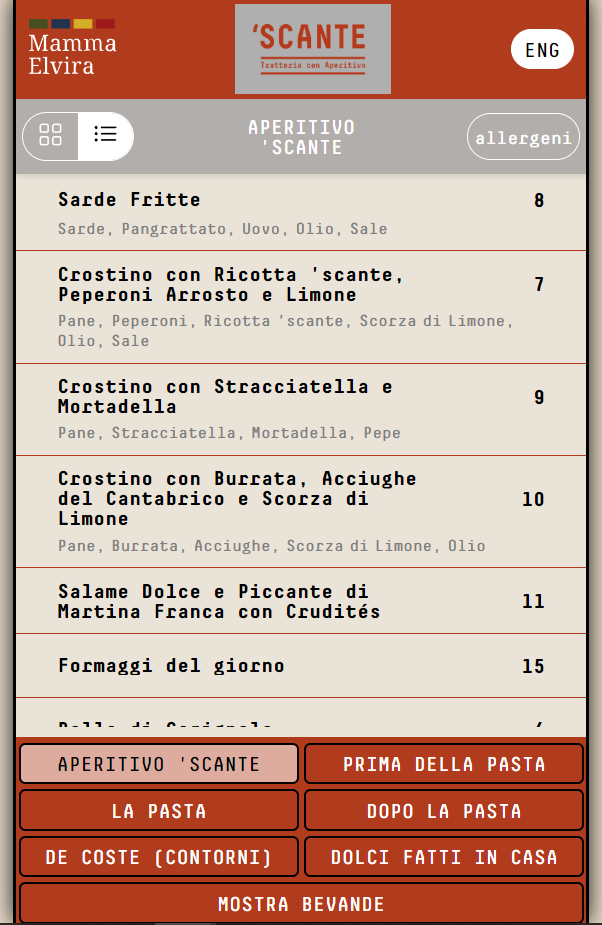 Mamma
Elvira
'SCANTE
Trattoria con Aperitivo
ENG
APERITIVO
'SCANTE
allergeni
Sarde Fritte 8
Sarde, Pangrattato, Uovo, Olio, Sale
Crostino con Ricotta 'scante,
Peperoni Arrosto e Limone 7
Pane, Peperoni, Ricotta 'scante, Scorza di Limone,
Olio, Sale
Crostino con Stracciatella e
Mortadella 9
Pane, Stracciatella, Mortadella, Pepe
Crostino con Burrata, Acciughe
del Cantabrico e Scorza di 10
Limone
Pane, Burrata, Acciughe, Scorza di Limone, Olio
Salame Dolce e Piccante di
Martina Franca con Crudités 11
Formaggi del giorno 15
APERITIVO 'SCANTE
PRIMA DELLA PASTA
LA PASTA
DOPO LA PASTA
DE COSTE (CONTORNI)
DOLCI FATTI IN CASA
MOSTRA BEVANDE